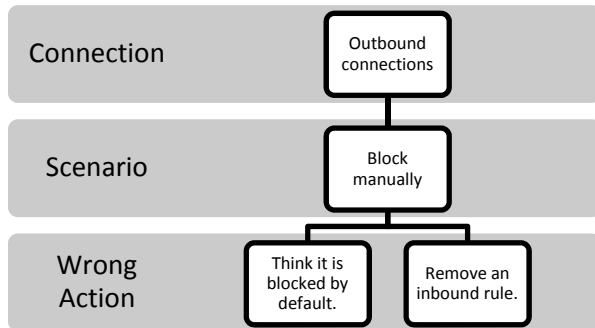 Connection
Outbound
connections
Scenario
Block
manually
Wrong
Action
Think it is
blocked by
default.
Remove an
inbound rule.